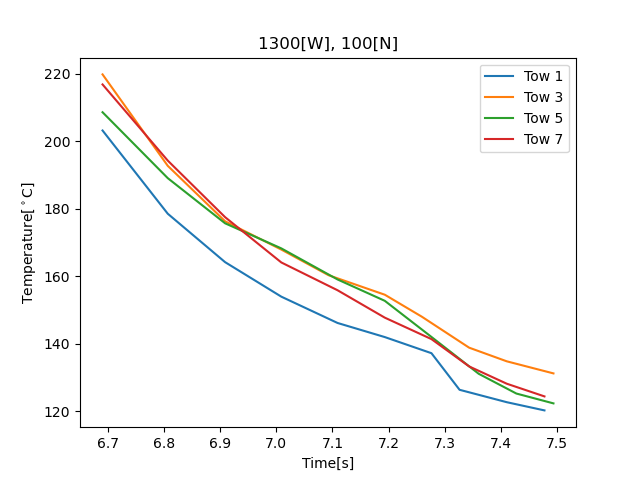 1300[W], 100[N]
Tow 1
Tow 3
Tow 5
Tow 7
Temperature[°C]
220
200
180
160
140
120
6.7 6.8 6.9 7.0 7.1 7.2 7.3 7.4 7.5
Time[s]